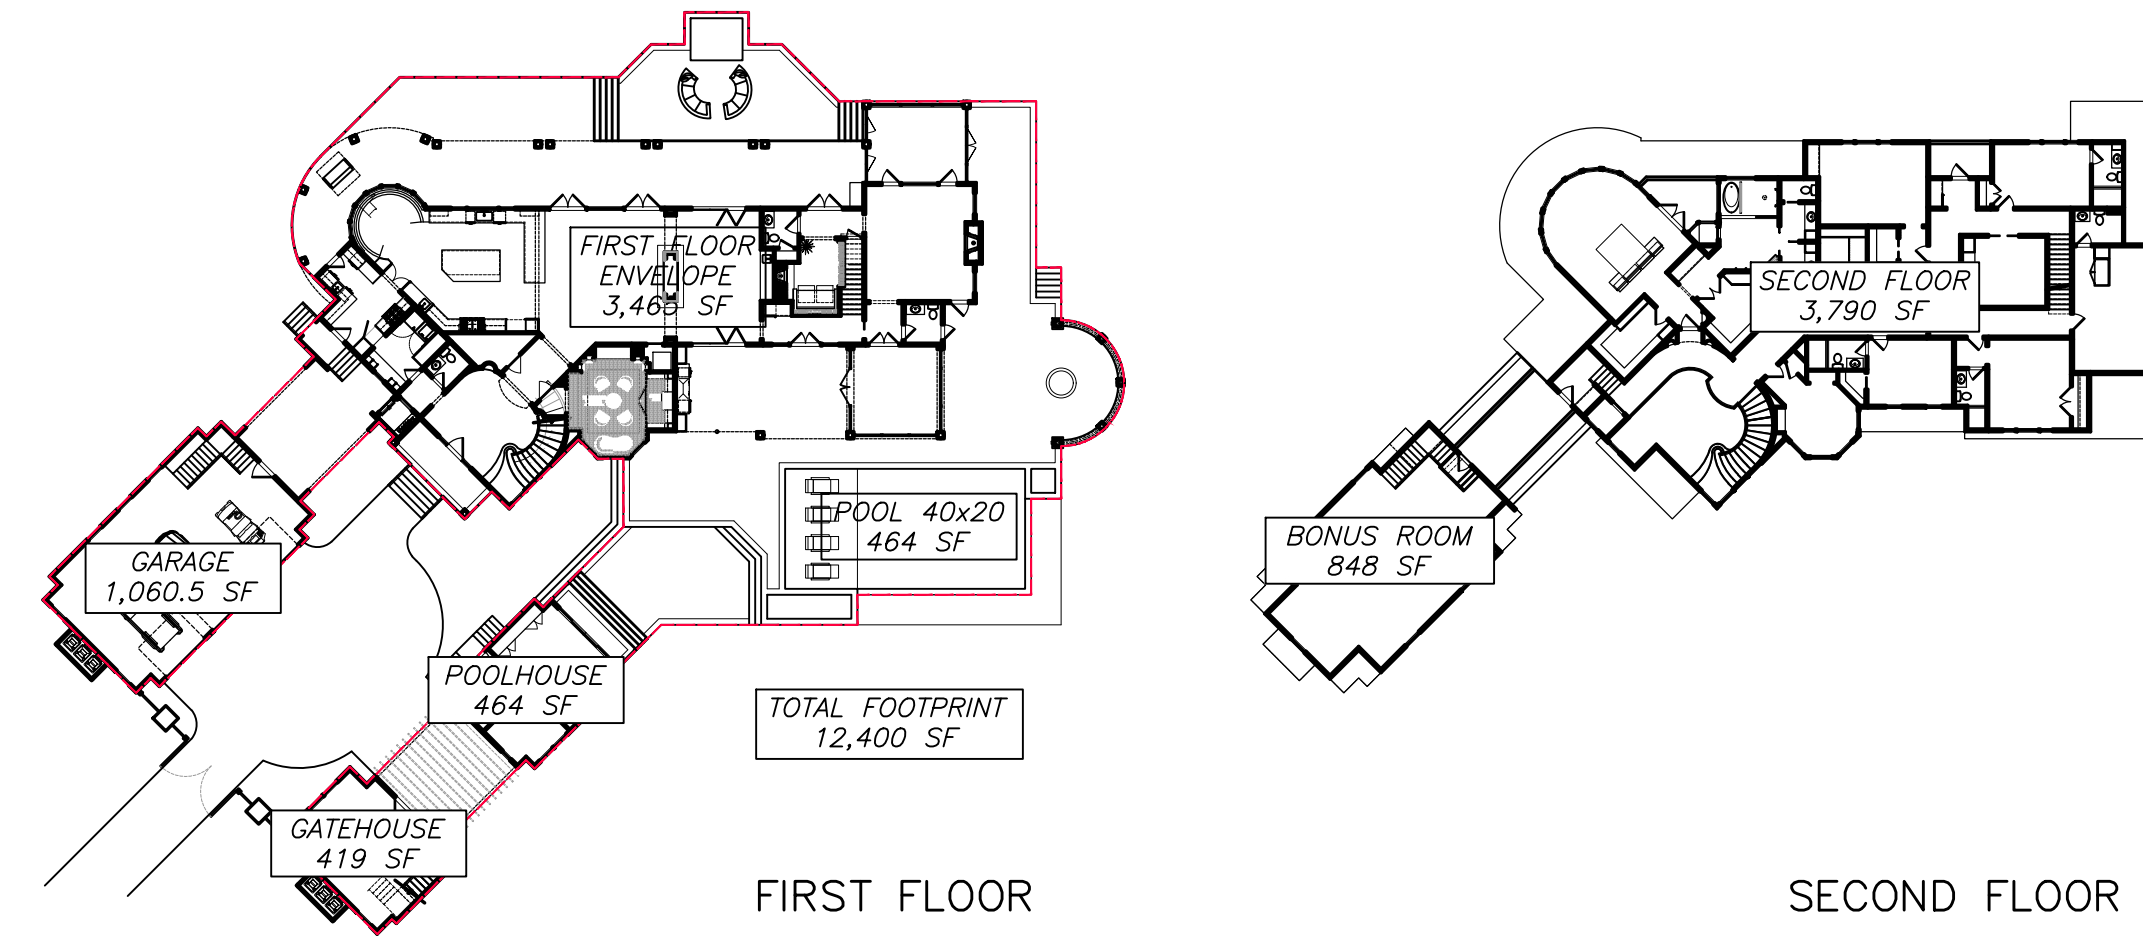 FIRST FLOOR
ENVELOPE
3,465 SF
POOL 40x20
464 SF
GARAGE
1,060.5 SF
POOLHOUSE
464 SF
TOTAL FOOTPRINT
12,400 SF
GATEHOUSE
419 SF
FIRST FLOOR
SECOND FLOOR
3,790 SF
BONUS ROOM
848 SF
SECOND FLOOR